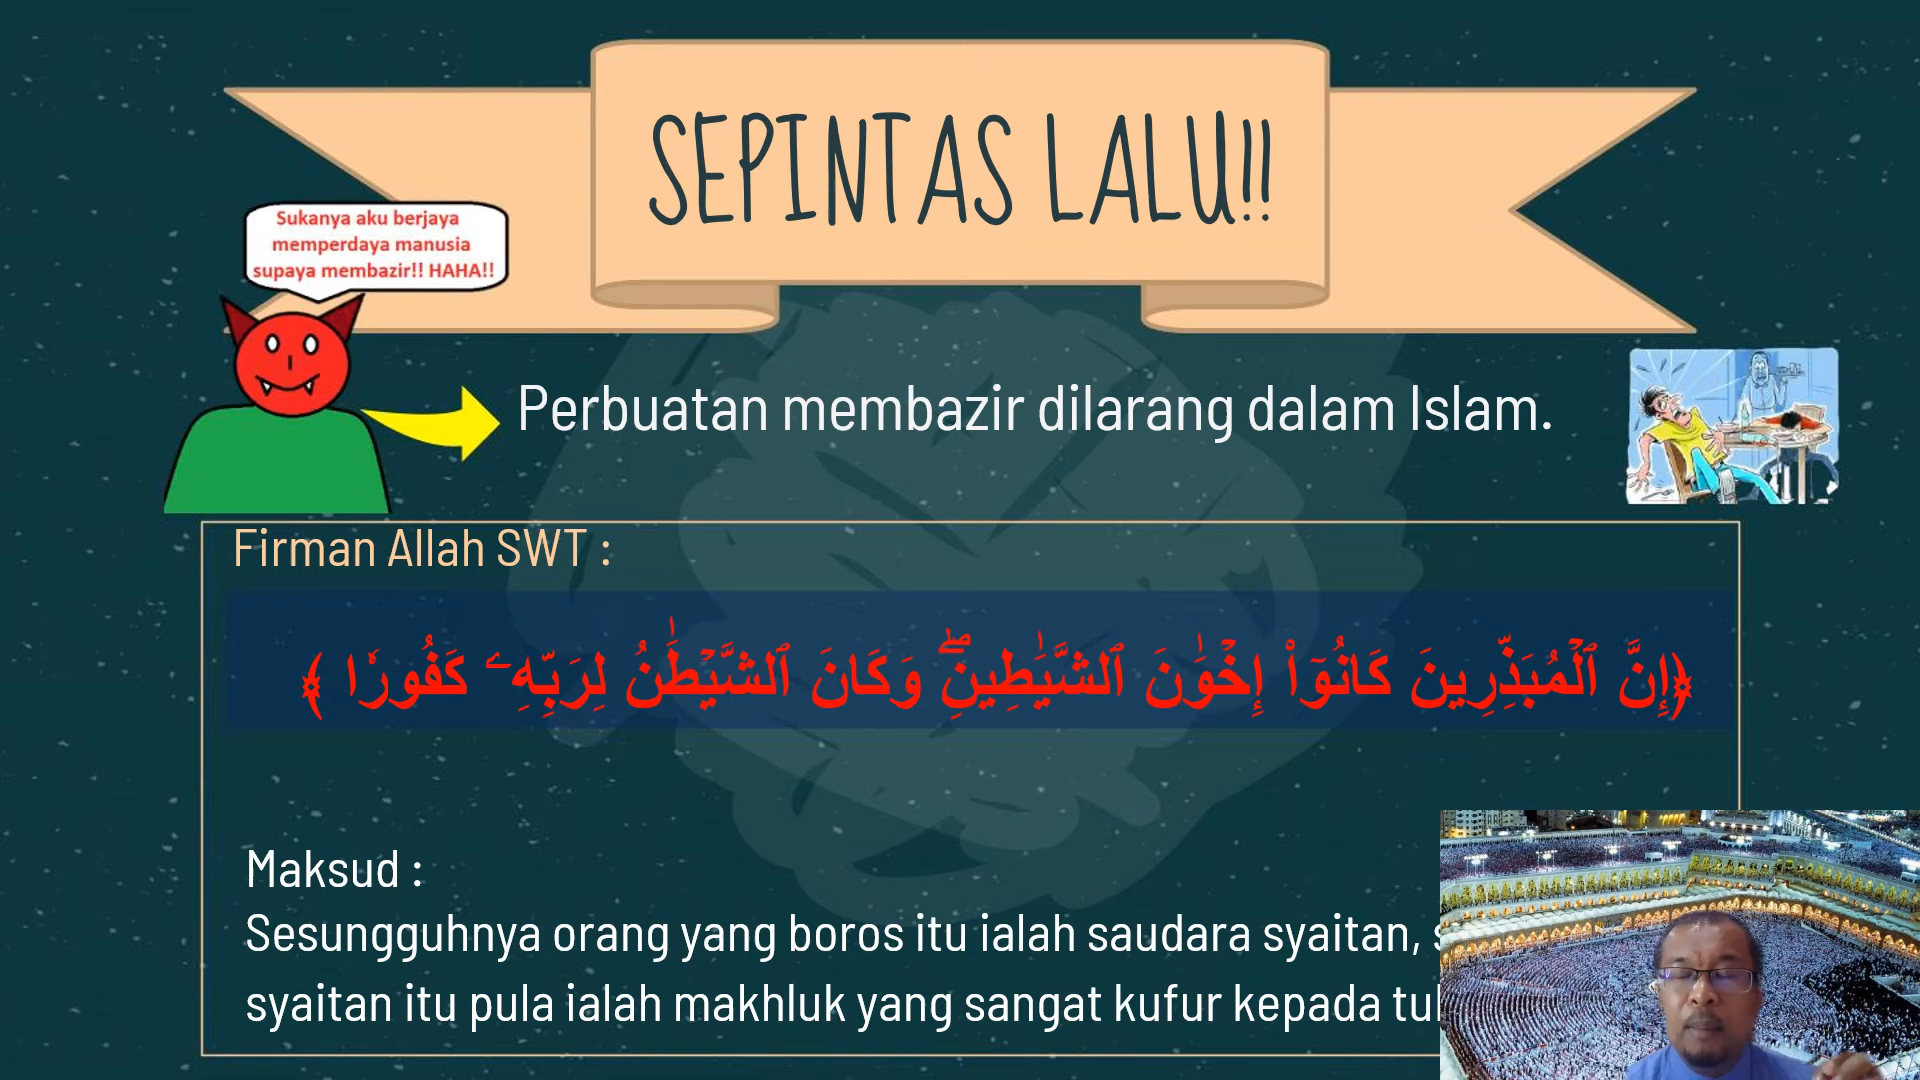 SEPINTAS LALU!!
Sukanya aku berjaya
memperdaya manusia
supaya membazir!! HAHA!!
Perbuatan membazir dilarang dalam Islam.
Firman Allah SWT :
﴿إِنَّ ٱلْمُبَذِّرِينَ كَانُوٓا۟ إِخْوَٰنَ ٱلشَّيَٰطِينِ ۖ وَكَانَ ٱلشَّيْطَٰنُ لِرَبِّهِۦ كَفُورًا ﴾
Maksud :
Sesungguhnya orang yang boros itu ialah saudara syaitan,
syaitan itu pula ialah makhluk yang sangat kufur kepada